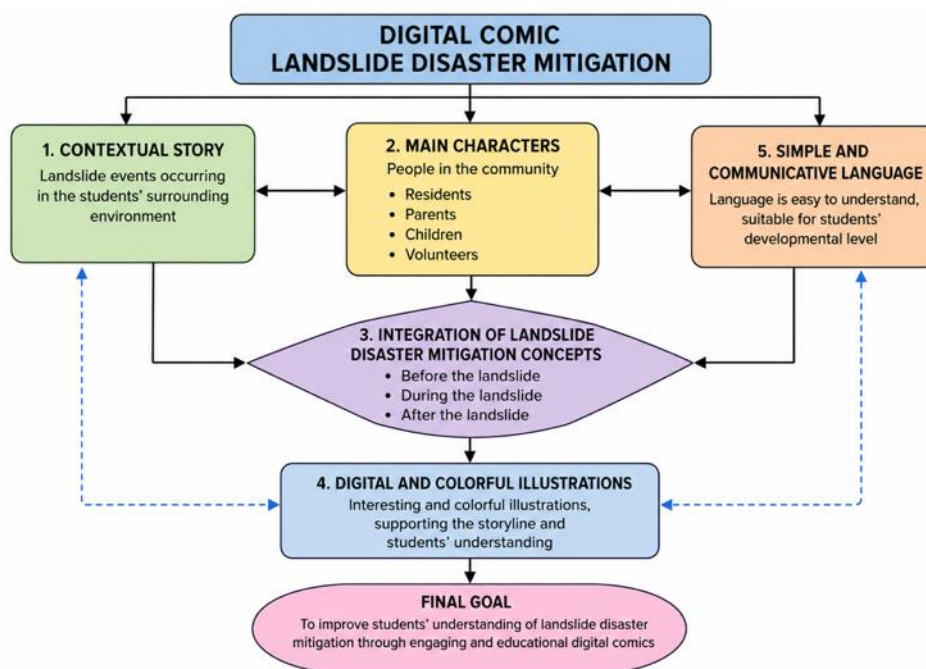 DIGITAL COMIC
LANDSLIDE DISASTER MITIGATION
1. CONTEXTUAL STORY
Landslide events occurring
in the students' surrounding
environment
2. MAIN CHARACTERS
People in the community
• Residents
• Parents
• Children
• Volunteers
5. SIMPLE AND
COMMUNICATIVE LANGUAGE
Language is easy to understand,
suitable for students'
developmental level
3. INTEGRATION OF LANDSLIDE
DISASTER MITIGATION CONCEPTS
• Before the landslide
• During the landslide
• After the landslide
4. DIGITAL AND COLORFUL ILLUSTRATIONS
Interesting and colorful illustrations,
supporting the storyline and
students' understanding
FINAL GOAL
To improve students' understanding of landslide disaster
mitigation through engaging and educational digital comics